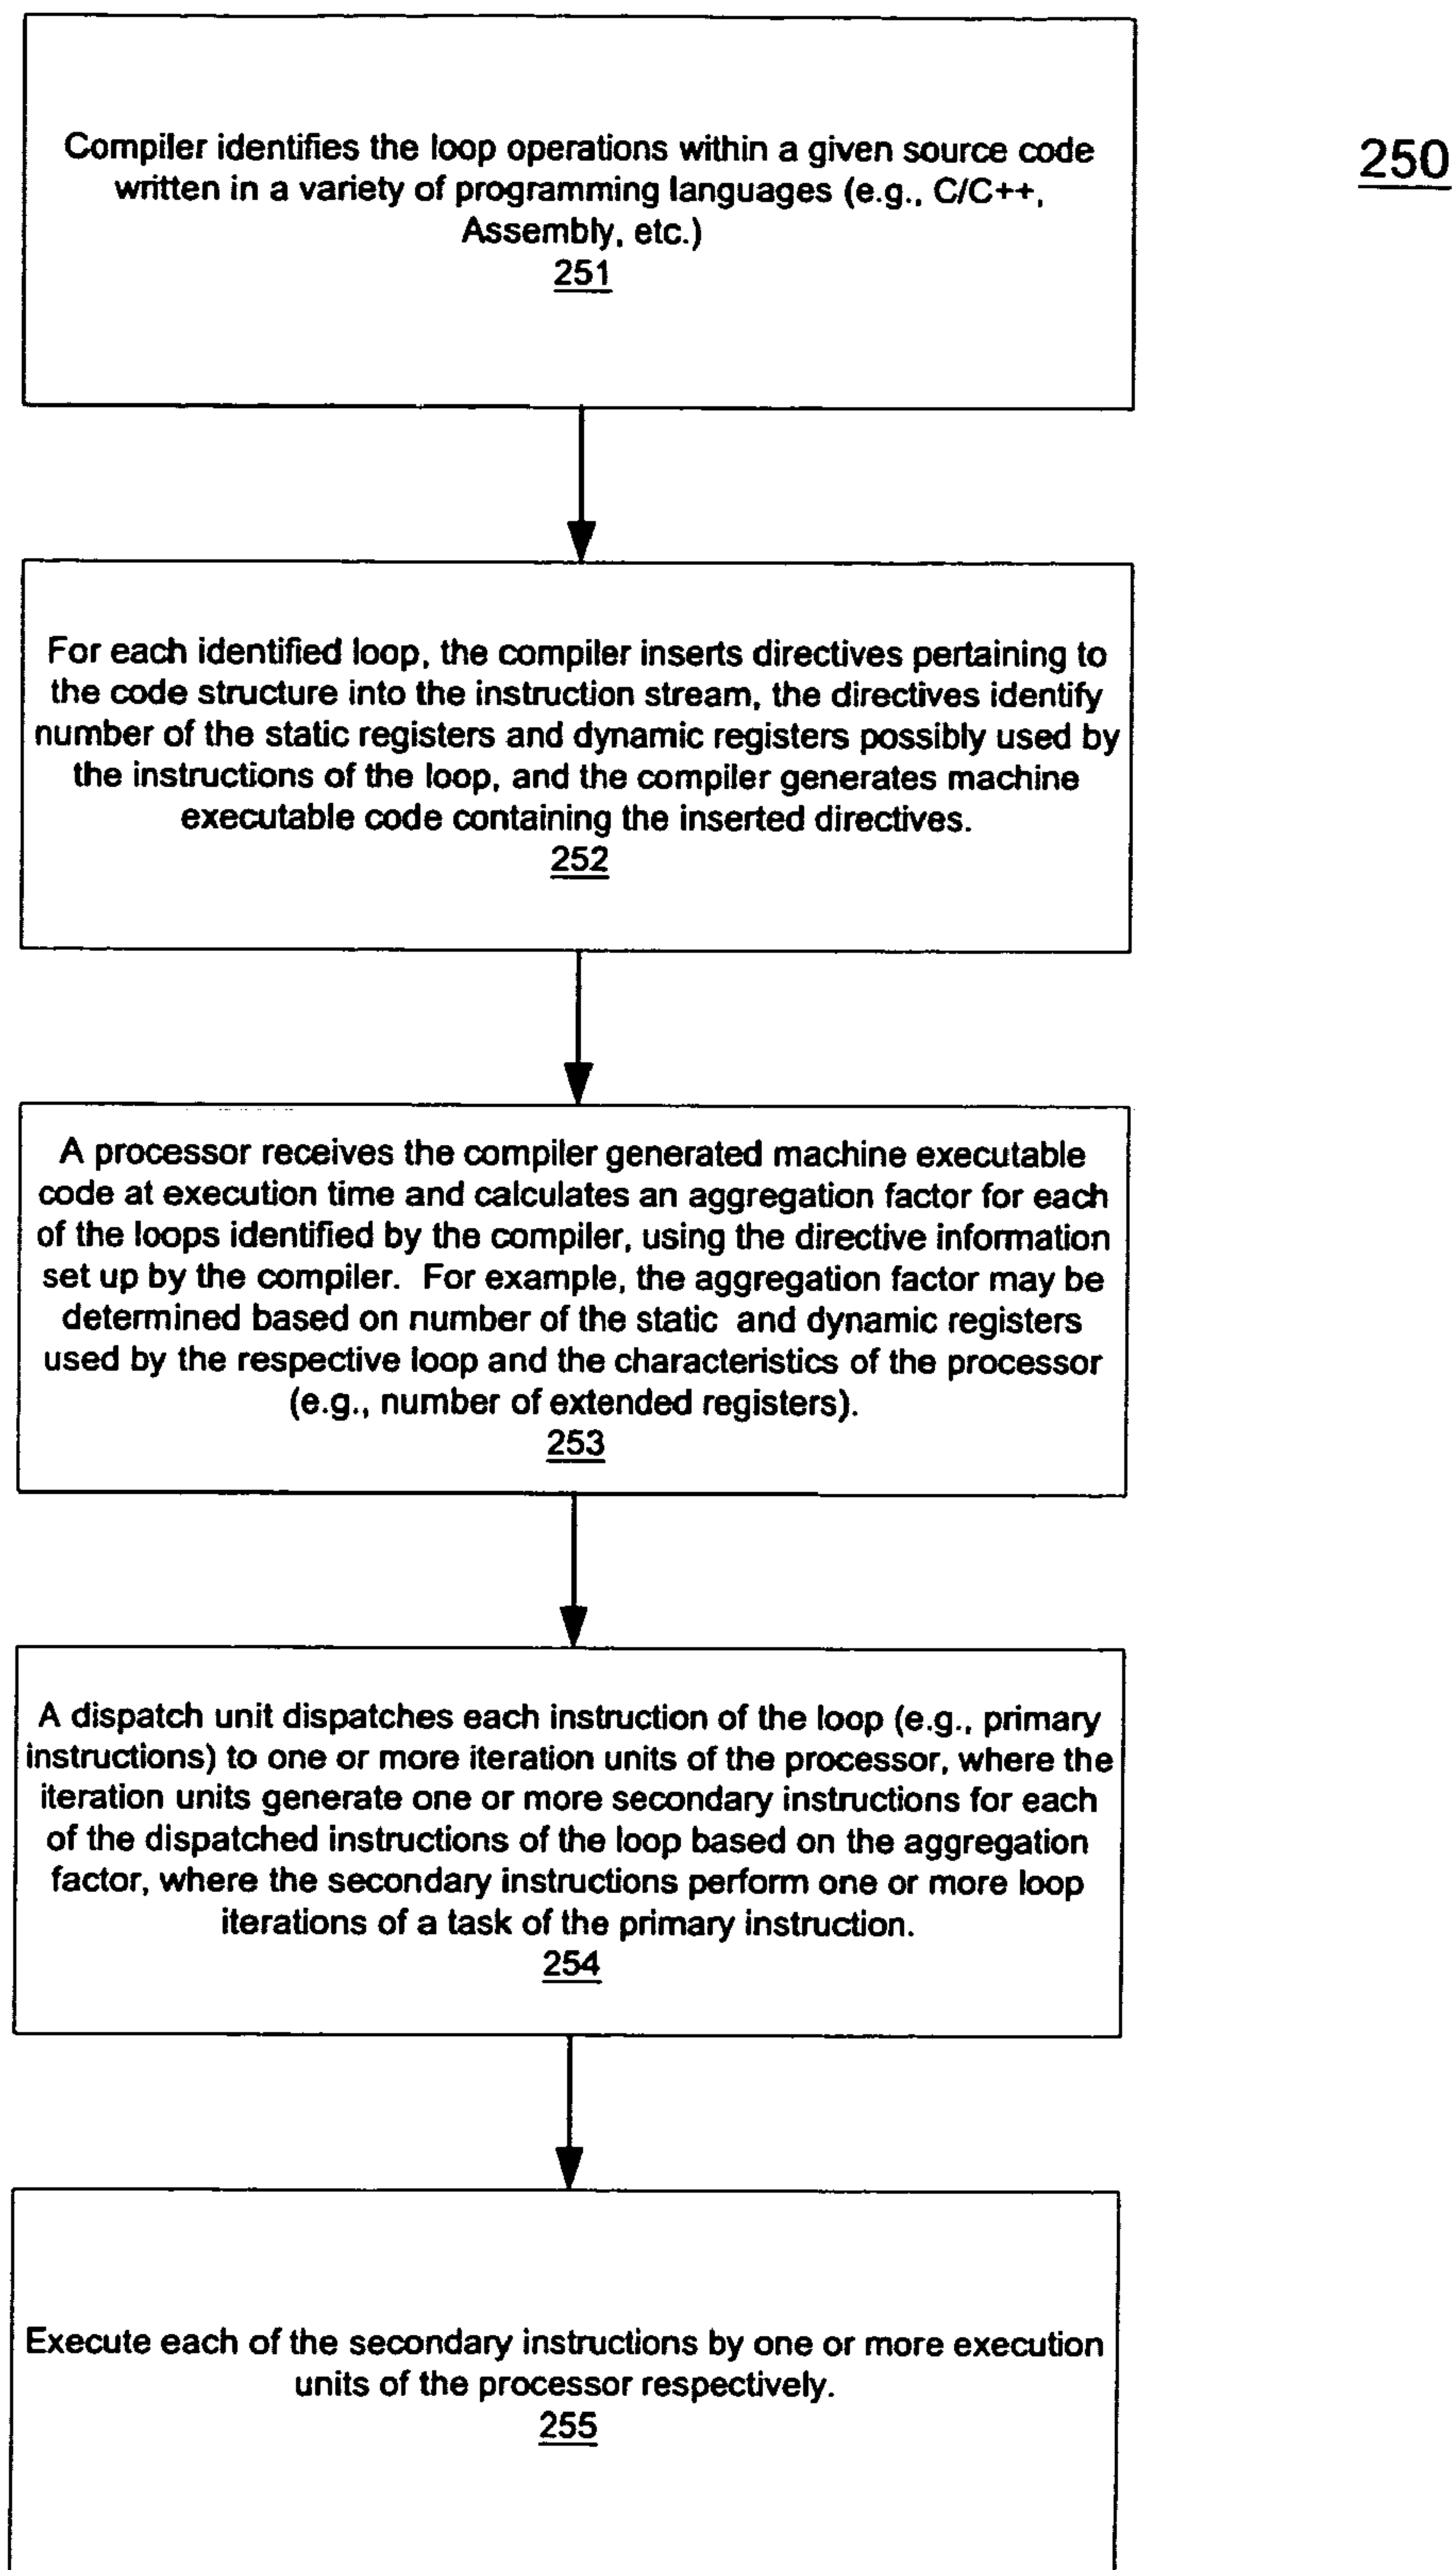 Compiler identifies the loop operations within a given source code
written in a variety of programming languages (e.g., C/C++,
Assembly, etc.)
251
250
For each identified loop, the compiler inserts directives pertaining to
the code structure into the instruction stream, the directives identify
number of the static registers and dynamic registers possibly used by
the instructions of the loop, and the compiler generates machine
executable code containing the inserted directives.
252
A processor receives the compiler generated machine executable
code at execution time and calculates an aggregation factor for each
of the loops identified by the compiler, using the directive information
set up by the compiler. For example, the aggregation factor may be
determined based on number of the static and dynamic registers
used by the respective loop and the characteristics of the processor
(e.g., number of extended registers).
253
A dispatch unit dispatches each instruction of the loop (e.g., primary
instructions) to one or more iteration units of the processor, where the
iteration units generate one or more secondary instructions for each
of the dispatched instructions of the loop based on the aggregation
factor, where the secondary instructions perform one or more loop
iterations of a task of the primary instruction.
254
Execute each of the secondary instructions by one or more execution
units of the processor respectively.
255